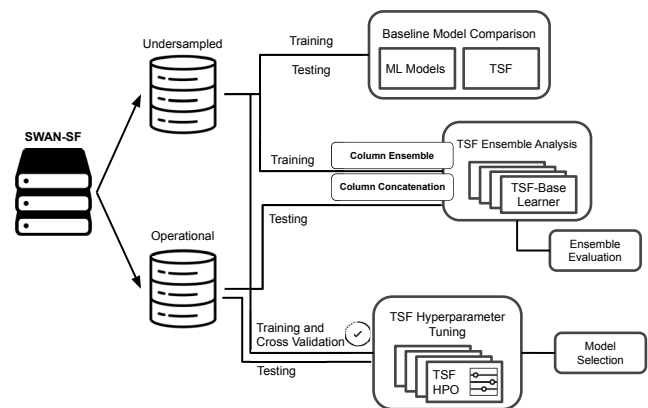 Undersampled
Training
Testing
Baseline Model Comparison
ML Models
TSF
SWAN-SF
Training
Column Ensemble
Column Concatenation
Testing
TSF Ensemble Analysis
TSF-Base
Learner
Ensemble
Evaluation
Operational
Training and
Cross Validation
Testing
TSF Hyperparameter
Tuning
TSF
HPO
Model
Selection